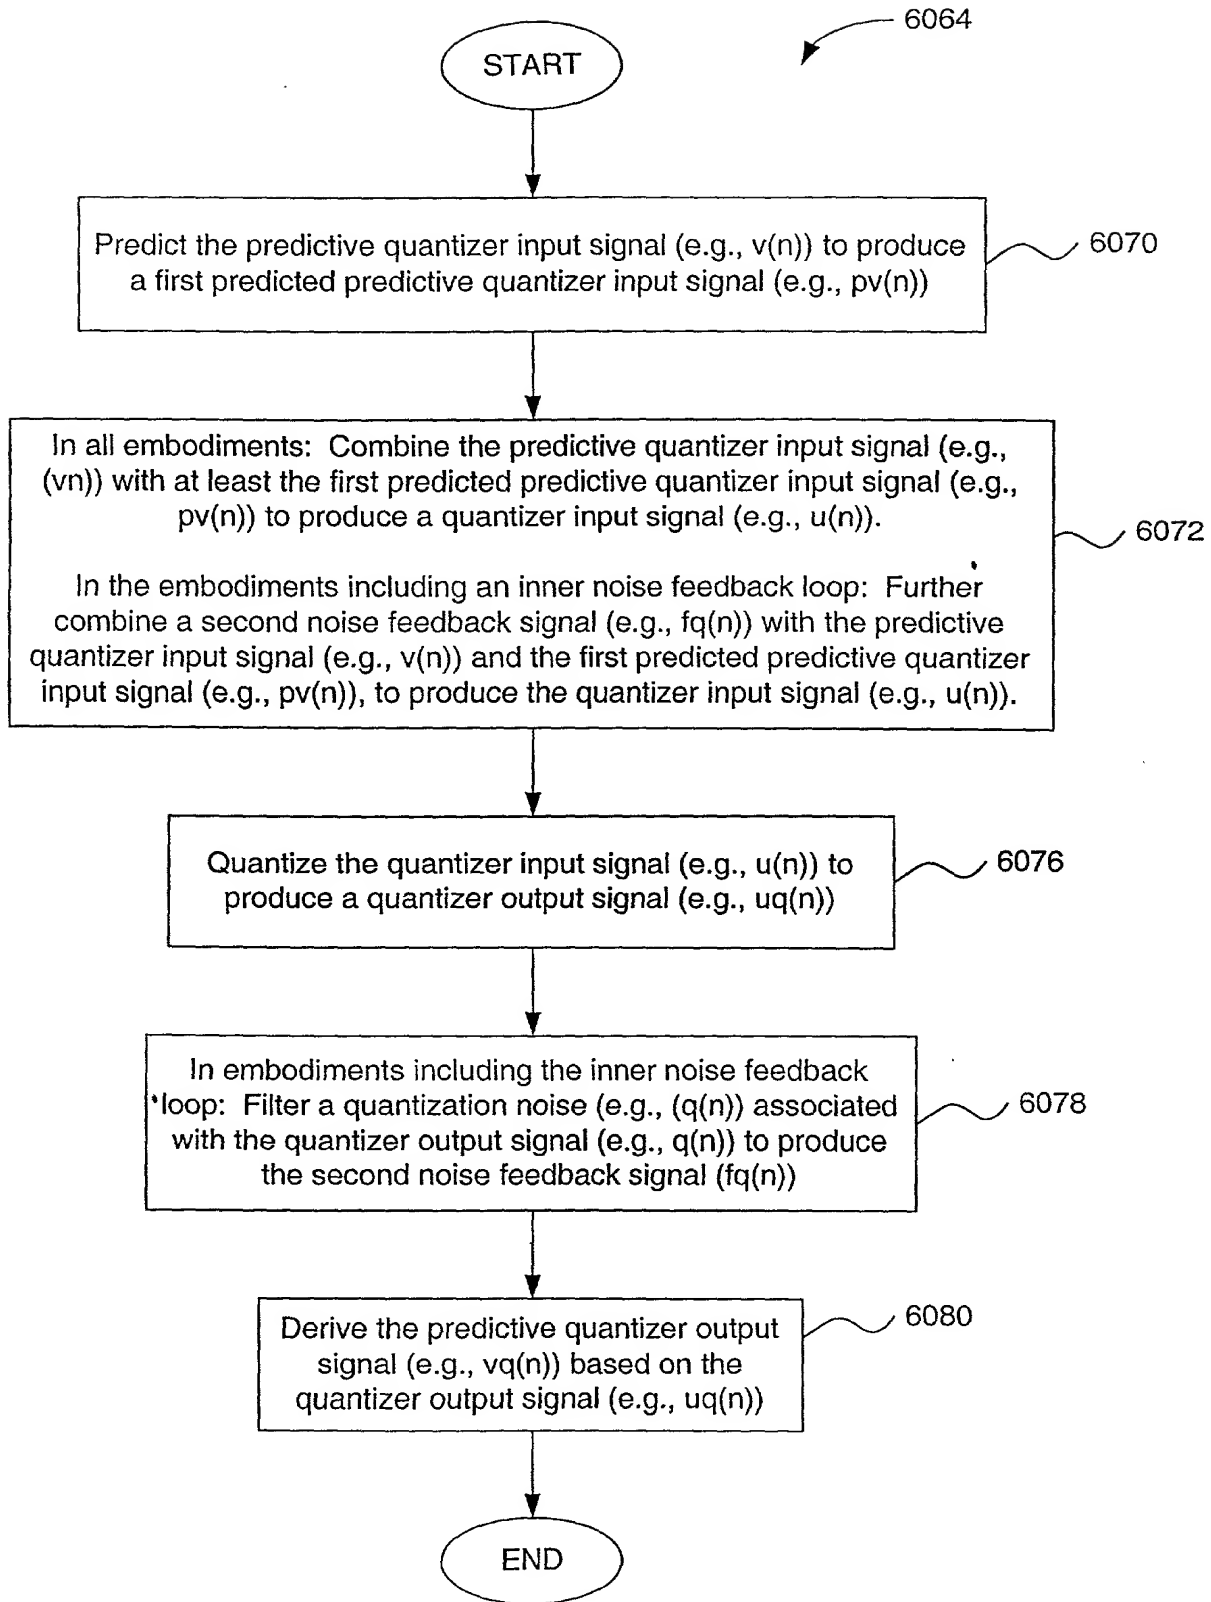 6064
START
Predict the predictive quantizer input signal (e.g., v(n)) to produce
a first predicted predictive quantizer input signal (e.g., pv(n))
6070
In all embodiments: Combine the predictive quantizer input signal (e.g.,
(vn)) with at least the first predicted predictive quantizer input signal (e.g.,
pv(n)) to produce a quantizer input signal (e.g., u(n)).
6072
In the embodiments including an inner noise feedback loop: Further
combine a second noise feedback signal (e.g., fq(n)) with the predictive
quantizer input signal (e.g., v(n)) and the first predicted predictive quantizer
input signal (e.g., pv(n)), to produce the quantizer input signal (e.g., u(n)).
Quantize the quantizer input signal (e.g., u(n)) to
produce a quantizer output signal (e.g., uq(n))
6076
In embodiments including the inner noise feedback
loop: Filter a quantization noise (e.g., (q(n)) associated
with the quantizer output signal (e.g., q(n)) to produce
the second noise feedback signal (fq(n))
6078
Derive the predictive quantizer output
signal (e.g., vq(n)) based on the
quantizer output signal (e.g., uq(n))
6080
END